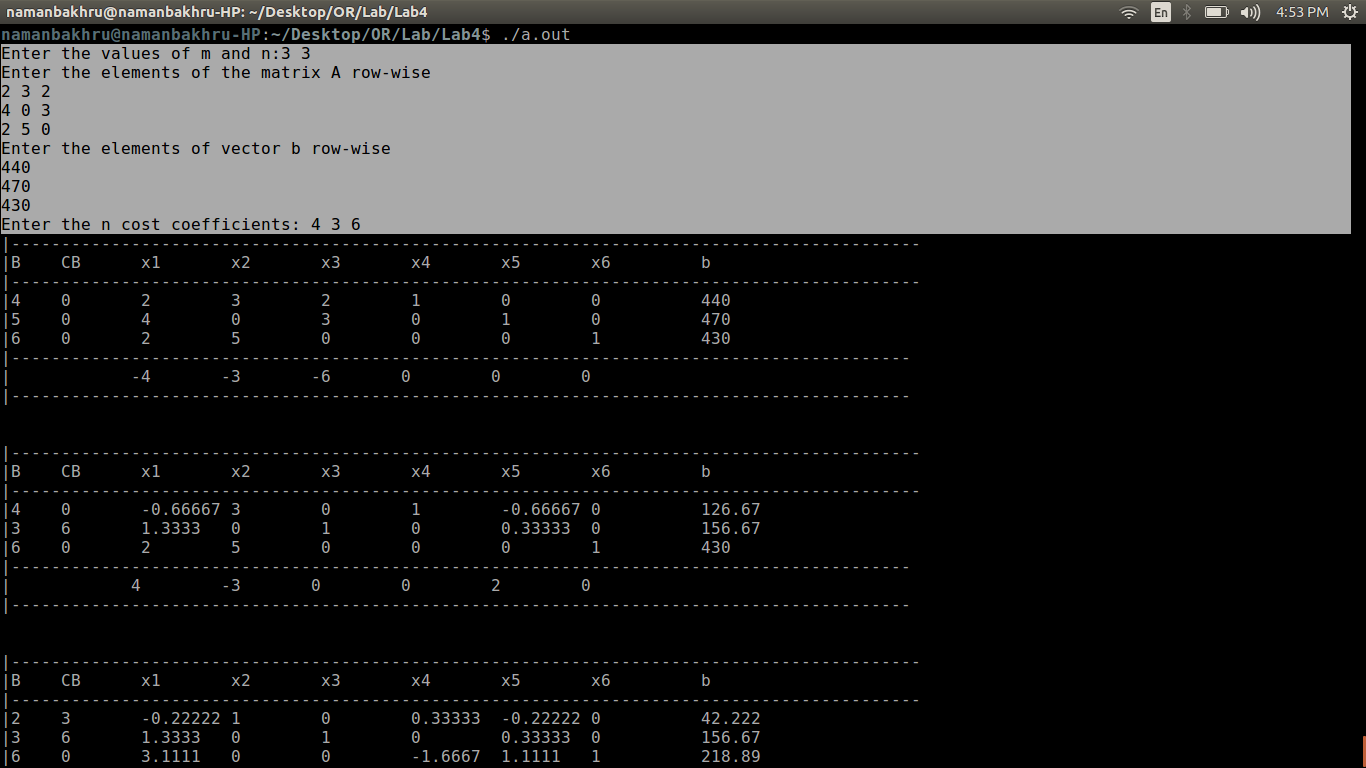 namanbakhru@namanbakhru-HP: ~/Desktop/OR/Lab/Lab4 En 4:53 PM
namanbakhru@namanbakhru-HP:~/Desktop/OR/Lab/Lab4$ ./a.out
Enter the values of m and n:3 3
Enter the elements of the matrix A row-wise
2 3 2
4 0 3
2 5 0
Enter the elements of vector b row-wise
440
470
430
Enter the n cost coefficients: 4 3 6
|-------------------------------------------------------------------------------------------
|B CB x1 x2 x3 x4 x5 x6 b
|-------------------------------------------------------------------------------------------
|4 0 2 3 2 1 0 0 440
|5 0 4 0 3 0 1 0 470
|6 0 2 5 0 0 0 1 430
|------------------------------------------------------------------------------------------
| -4 -3 -6 0 0 0
|------------------------------------------------------------------------------------------
|-------------------------------------------------------------------------------------------
|B CB x1 x2 x3 x4 x5 x6 b
|-------------------------------------------------------------------------------------------
|4 0 -0.66667 3 0 1 -0.66667 0 126.67
|3 6 1.3333 0 1 0 0.33333 0 156.67
|6 0 2 5 0 0 0 1 430
|------------------------------------------------------------------------------------------
| 4 -3 0 0 2 0
|------------------------------------------------------------------------------------------
|-------------------------------------------------------------------------------------------
|B CB x1 x2 x3 x4 x5 x6 b
|-------------------------------------------------------------------------------------------
|2 3 -0.22222 1 0 0.33333 -0.22222 0 42.222
|3 6 1.3333 0 1 0 0.33333 0 156.67
|6 0 3.1111 0 0 -1.6667 1.1111 1 218.89